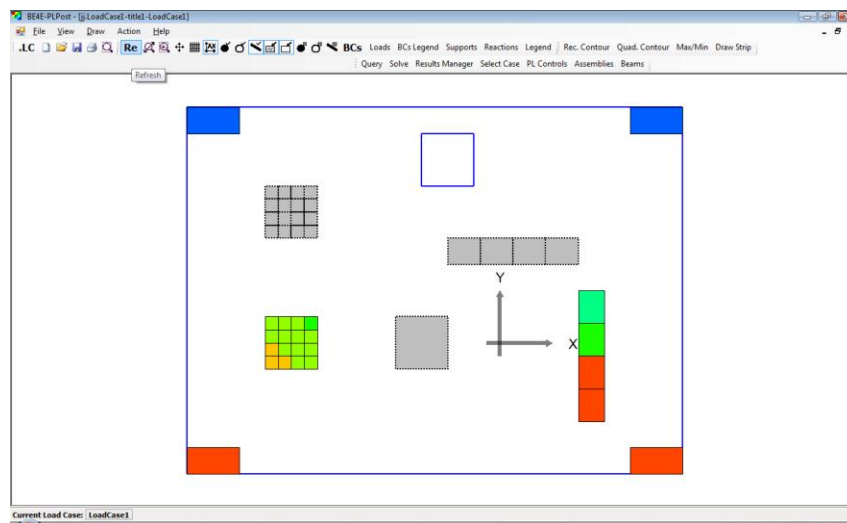 BE4E-PLPost - [jj.LoadCase1-title1-LoadCase1]
File View Draw Action Help
.LC Re BCs Loads BCs Legend Supports Reactions Legend Rec. Contour Quad. Contour Max/Min Draw Strip
Query Solve Results Manager Select Case PL Controls Assemblies Beams
Refresh
Y
X
Current Load Case: LoadCase1